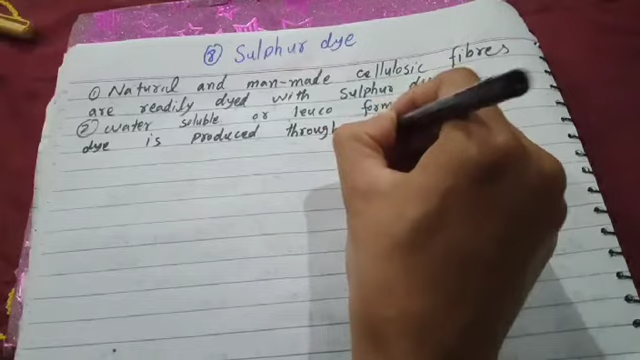 ⑧ Sulphur dye
① Natural and man-made cellulosic fibres
are readily dyed with Sulphur
② Water soluble or leuco form
dye is produced through